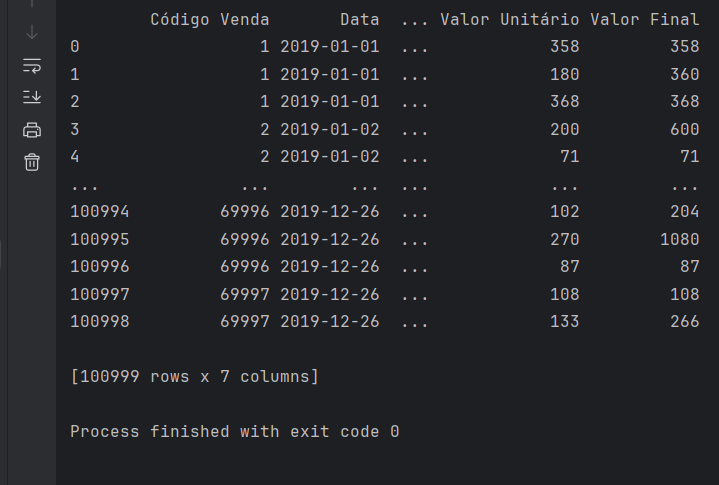 Código Venda Data ... Valor Unitário Valor Final
0 1 2019-01-01 ... 358 358
1 1 2019-01-01 ... 180 360
2 1 2019-01-01 ... 368 368
3 2 2019-01-02 ... 200 600
4 2 2019-01-02 ... 71 71
... ... ... ... ... ...
100994 69996 2019-12-26 ... 102 204
100995 69996 2019-12-26 ... 270 1080
100996 69996 2019-12-26 ... 87 87
100997 69997 2019-12-26 ... 108 108
100998 69997 2019-12-26 ... 133 266
[100999 rows x 7 columns]
Process finished with exit code 0